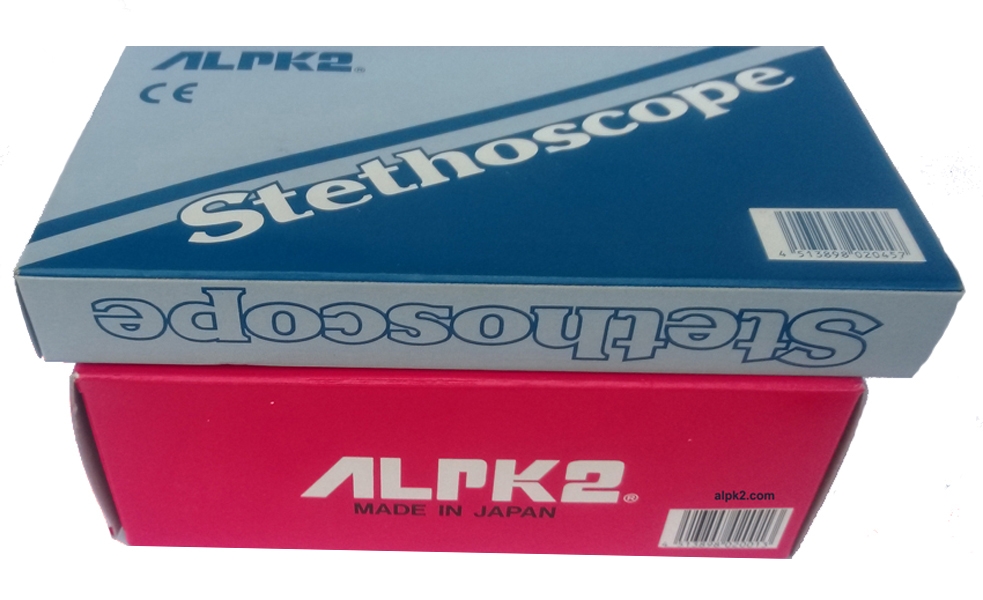 ALPK2®
CE
Stethoscope
4 513898 020457
Stethoscope
ALPK2®
MADE IN JAPAN
alpk2.com